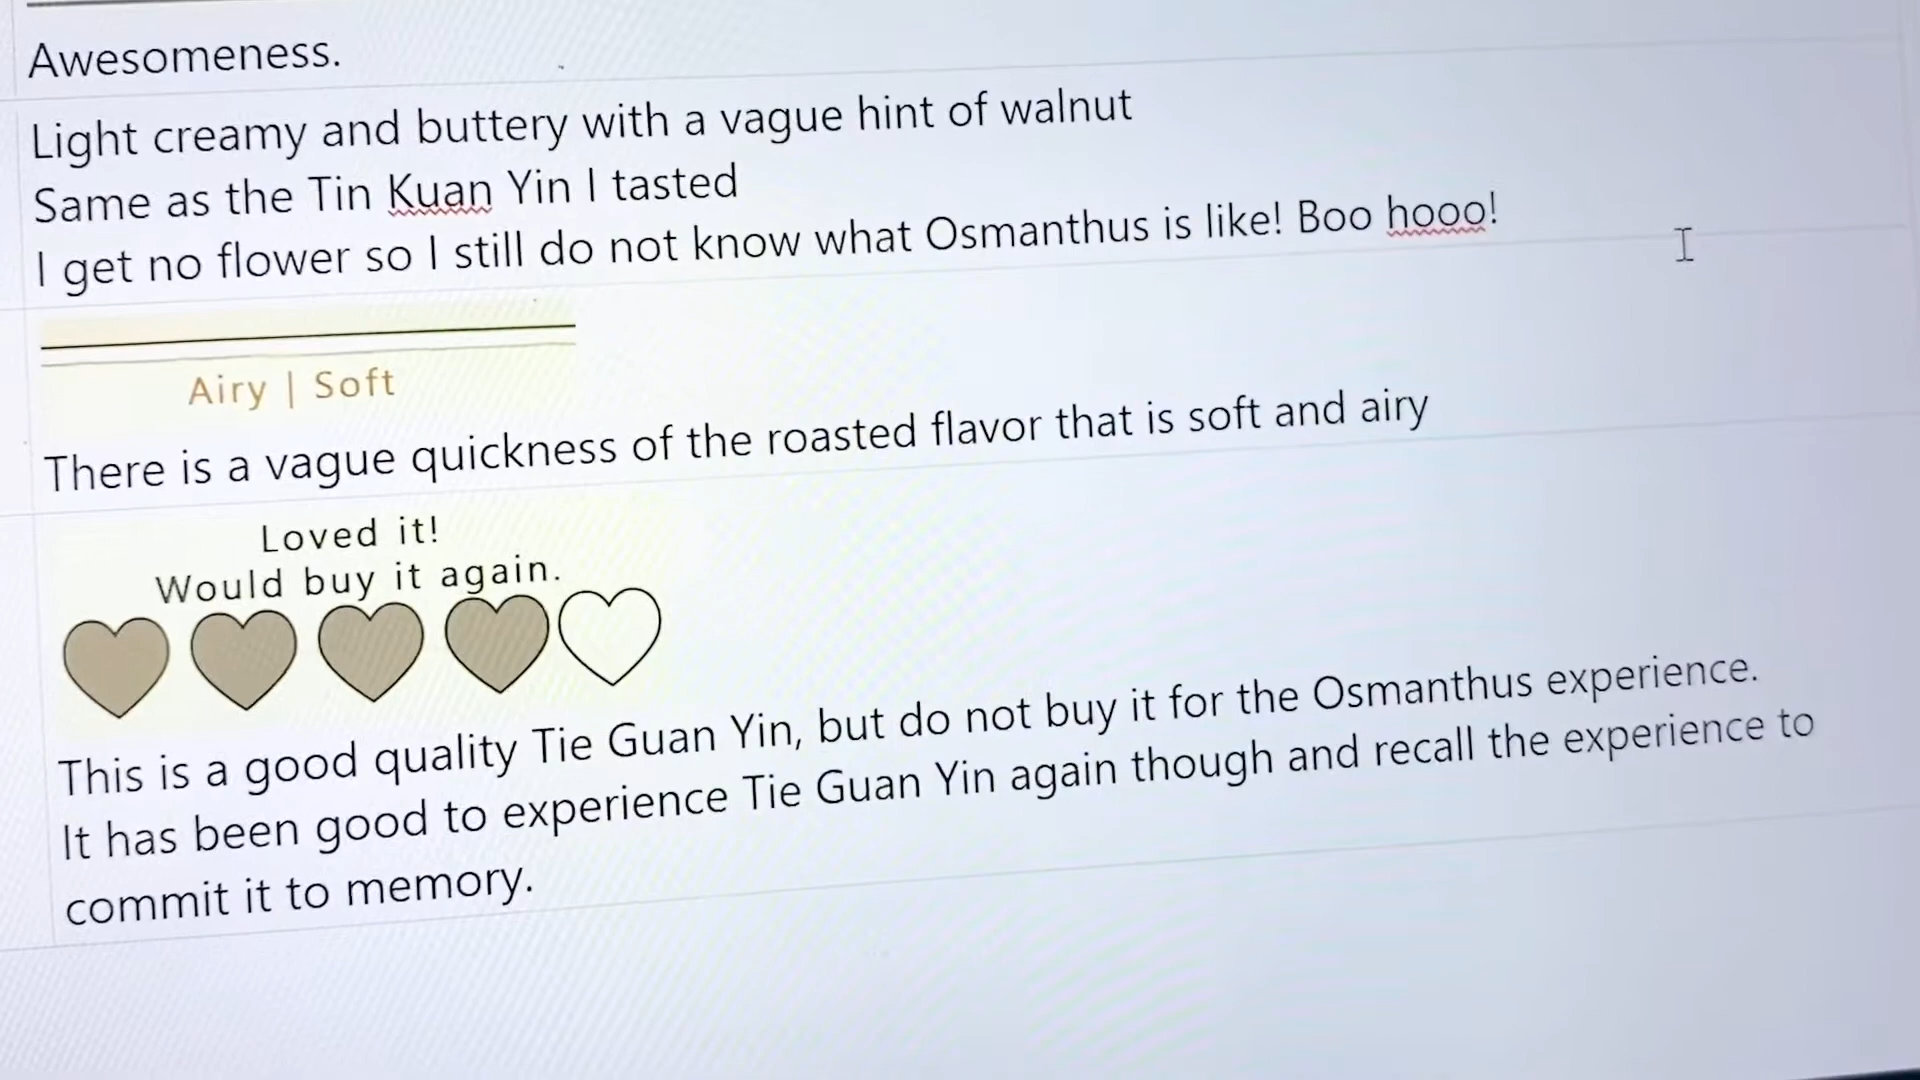 Awesomeness.
Light creamy and buttery with a vague hint of walnut
Same as the Tin Kuan Yin I tasted
I get no flower so I still do not know what Osmanthus is like! Boo hooo!
Airy | Soft
There is a vague quickness of the roasted flavor that is soft and airy
Loved it!
Would buy it again.
This is a good quality Tie Guan Yin, but do not buy it for the Osmanthus experience.
It has been good to experience Tie Guan Yin again though and recall the experience to
commit it to memory.